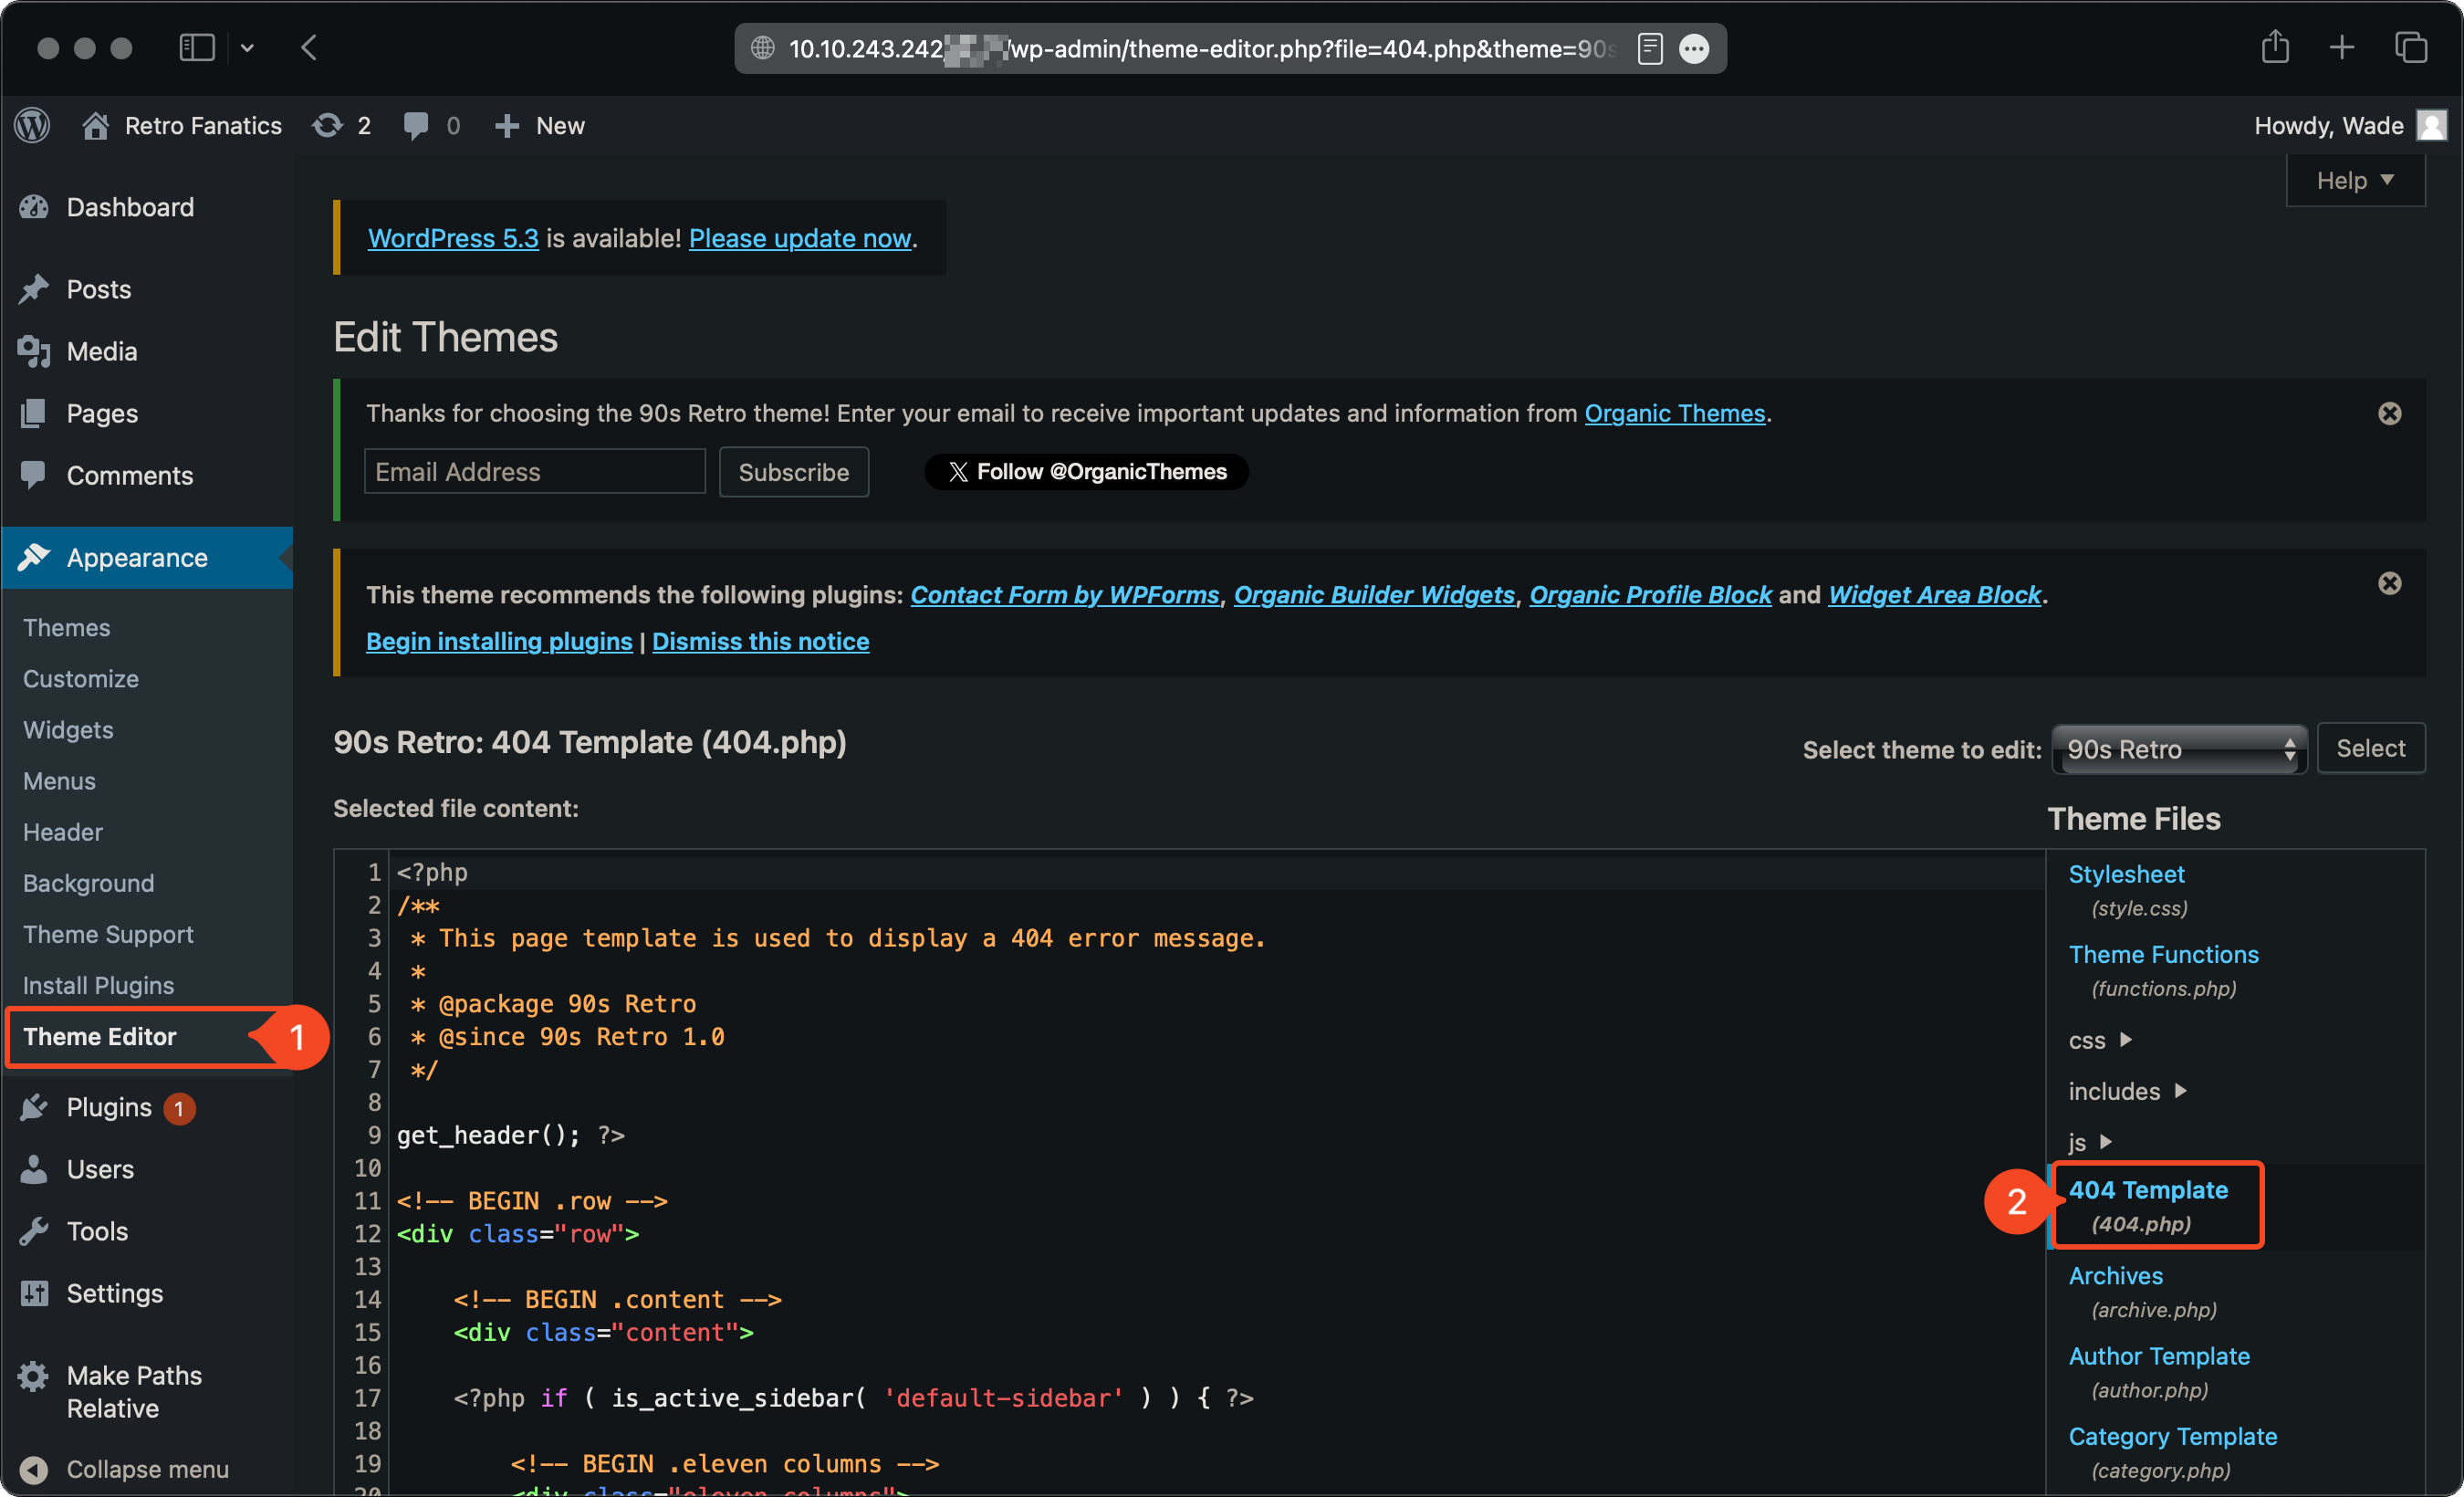 10.10.243.242/ /wp-admin/theme-editor.php?file=404.php&theme=90s
Retro Fanatics 2 0 New
Howdy, Wade
Help
Dashboard
Posts
Media
Pages
Comments
Appearance
Themes
Customize
Widgets
Menus
Header
Background
Theme Support
Install Plugins
Theme Editor
1
Plugins 1
Users
Tools
Settings
Make Paths
Relative
Collapse menu
WordPress 5.3 is available! Please update now.
Edit Themes
Thanks for choosing the 90s Retro theme! Enter your email to receive important updates and information from Organic Themes.
Email Address Subscribe X Follow @OrganicThemes
This theme recommends the following plugins: Contact Form by WPForms, Organic Builder Widgets, Organic Profile Block and Widget Area Block.
Begin installing plugins | Dismiss this notice
90s Retro: 404 Template (404.php)
Select theme to edit: 90s Retro Select
Selected file content:
1 <?php
2 /**
3  * This page template is used to display a 404 error message.
4  *
5  * @package 90s Retro
6  * @since 90s Retro 1.0
7  */
8
9 get_header(); ?>
10
11 <!-- BEGIN .row -->
12 <div class="row">
13
14     <!-- BEGIN .content -->
15     <div class="content">
16
17     <?php if ( is_active_sidebar( 'default-sidebar' ) ) { ?>
18
19         <!-- BEGIN .eleven columns -->
20         <div class="eleven columns">
Theme Files
Stylesheet
(style.css)
Theme Functions
(functions.php)
css
includes
js
2
404 Template
(404.php)
Archives
(archive.php)
Author Template
(author.php)
Category Template
(category.php)